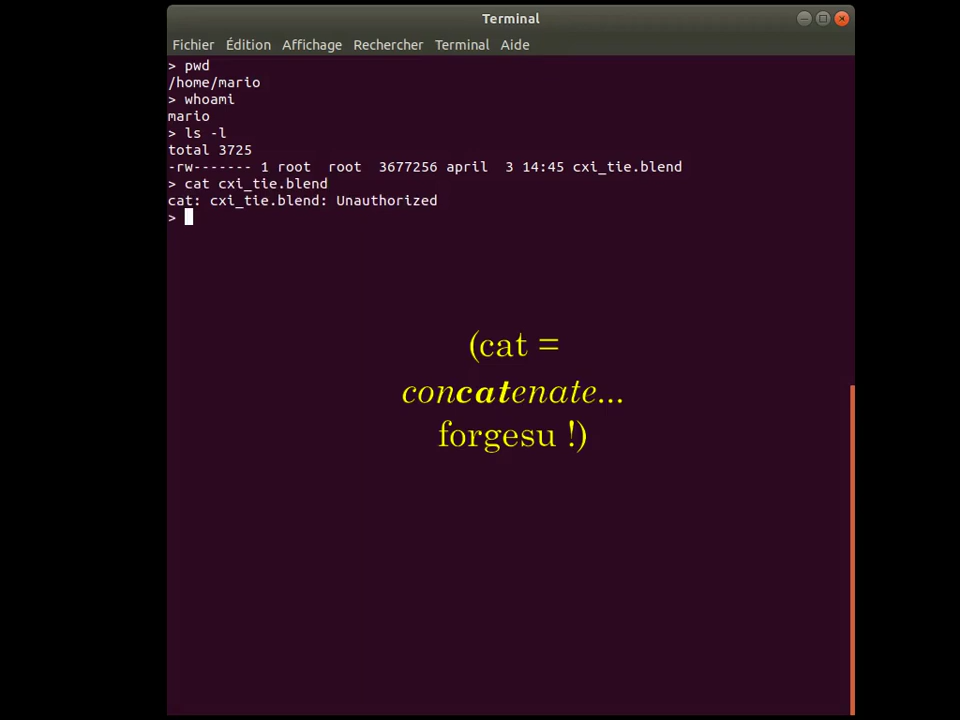 Terminal
Fichier Édition Affichage Rechercher Terminal Aide
> pwd
/home/mario
> whoami
mario
> ls -l
total 3725
-rw------- 1 root  root  3677256 april  3 14:45 cxi_tie.blend
> cat cxi_tie.blend
cat: cxi_tie.blend: Unauthorized
>
(cat =
concatenate...
forgesu !)